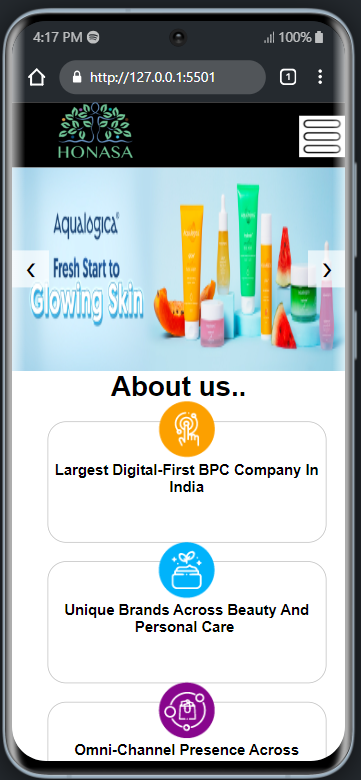 4:17 PM
100%
http://127.0.0.1:5501
1
HONASA
Aqualogica®
Fresh Start to
Glowing Skin
‹ ›
About us..
Largest Digital-First BPC Company In
India
Unique Brands Across Beauty And
Personal Care
Omni-Channel Presence Across